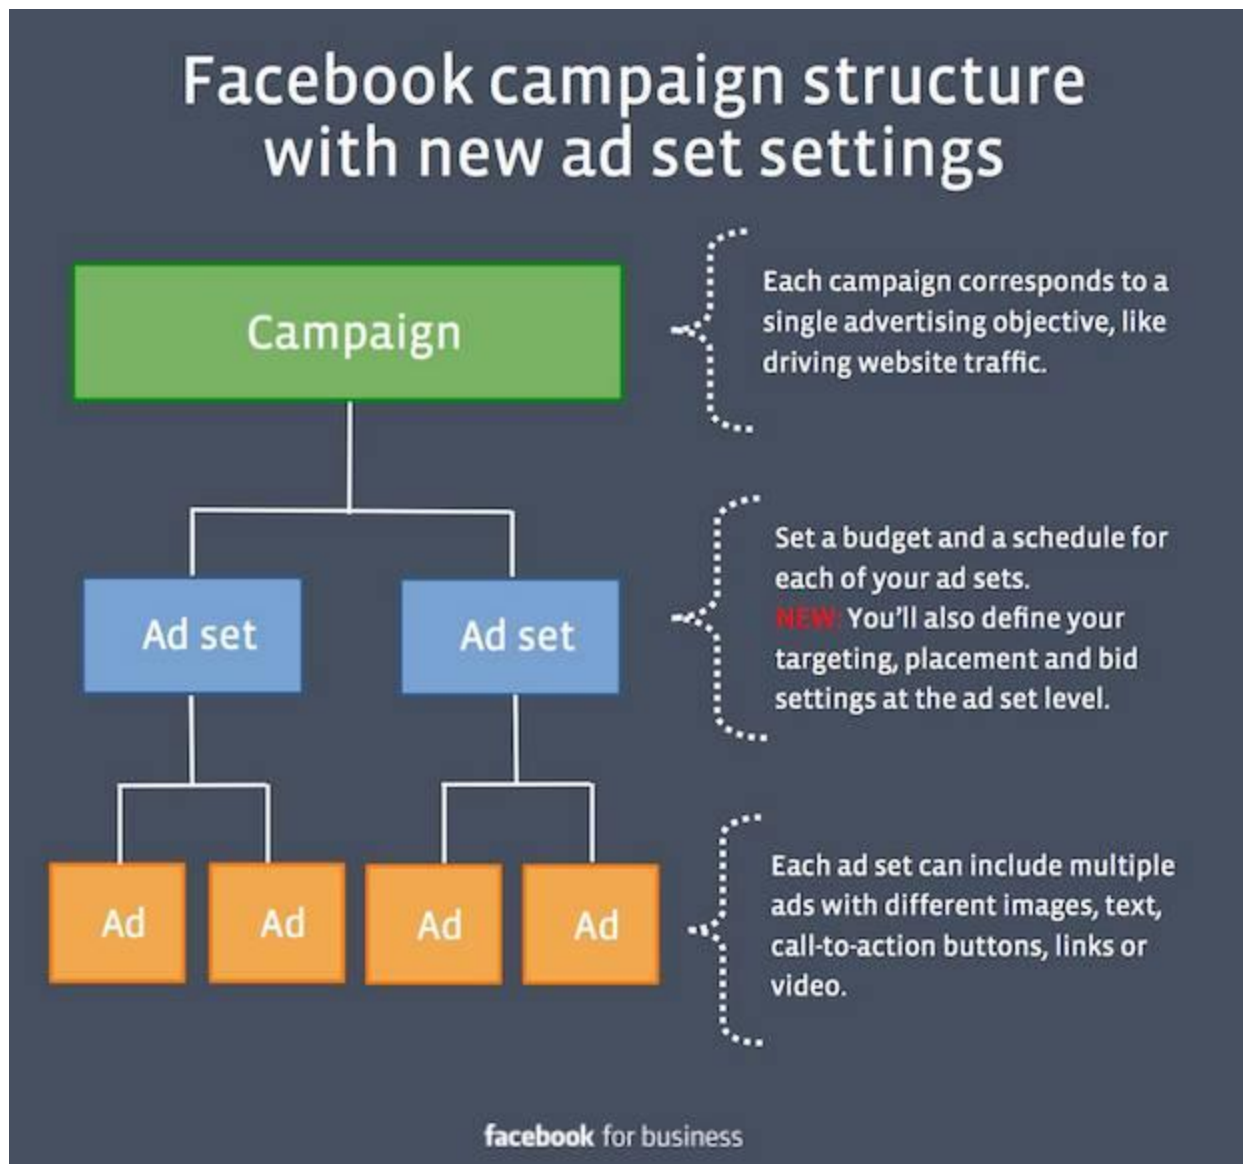 Facebook campaign structure
with new ad set settings
Campaign
Each campaign corresponds to a
single advertising objective, like
driving website traffic.
Ad set
Ad set
Set a budget and a schedule for
each of your ad sets.
NEW: You'll also define your
targeting, placement and bid
settings at the ad set level.
Ad
Ad
Ad
Ad
Each ad set can include multiple
ads with different images, text,
call-to-action buttons, links or
video.
facebook for business